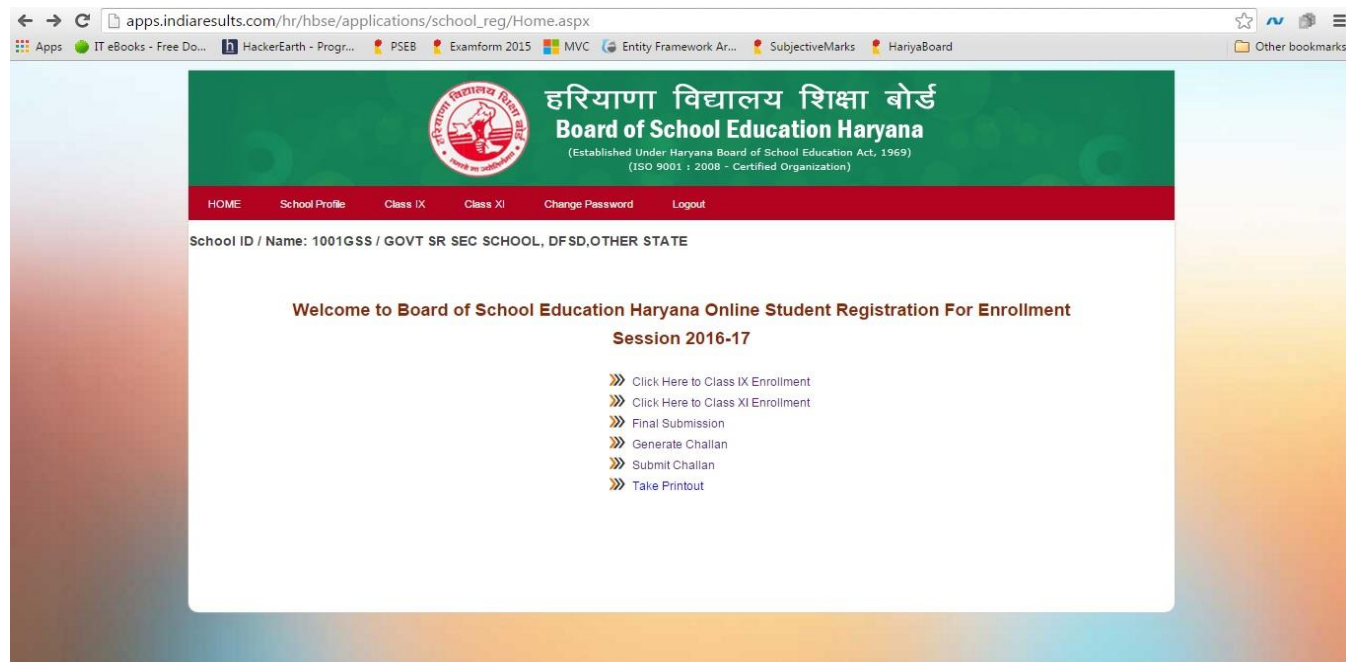 apps.indiaresults.com/hr/hbse/applications/school_reg/Home.aspx
Apps IT eBooks - Free Do... HackerEarth - Progr... PSEB Examform 2015 MVC Entity Framework Ar... SubjectiveMarks HariyaBoard Other bookmarks
हरियाणा विद्यालय शिक्षा बोर्ड
हरियाणा विद्यालय शिक्षा बोर्ड
Board of School Education Haryana
(Established Under Haryana Board of School Education Act, 1969)
(ISO 9001 : 2008 - Certified Organization)
HOME School Profile Class IX Class XI Change Password Logout
School ID / Name: 1001GSS / GOVT SR SEC SCHOOL, DFSD,OTHER STATE
Welcome to Board of School Education Haryana Online Student Registration For Enrollment
Session 2016-17
Click Here to Class IX Enrollment
Click Here to Class XI Enrollment
Final Submission
Generate Challan
Submit Challan
Take Printout